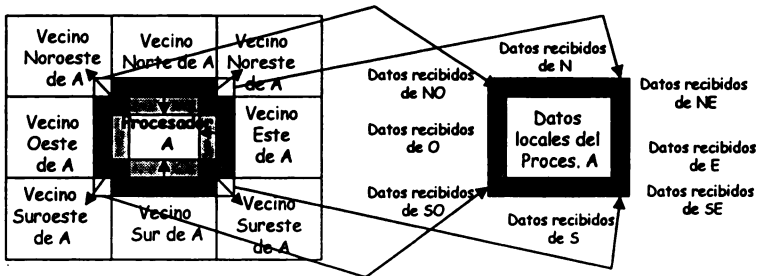 Vecino
Noroeste
de A
Vecino
Norte de A
Vecino
Noreste
de A
Vecino
Oeste
de A
Procesador
A
Vecino
Este
de A
Vecino
Suroeste
de A
Vecino
Sur de A
Vecino
Sureste
de A
Datos recibidos
de N
Datos recibidos
de NO
Datos recibidos
de NE
Datos recibidos
de O
Datos
locales del
Proces. A
Datos recibidos
de E
Datos recibidos
de SO
Datos recibidos
de SE
Datos recibidos
de S